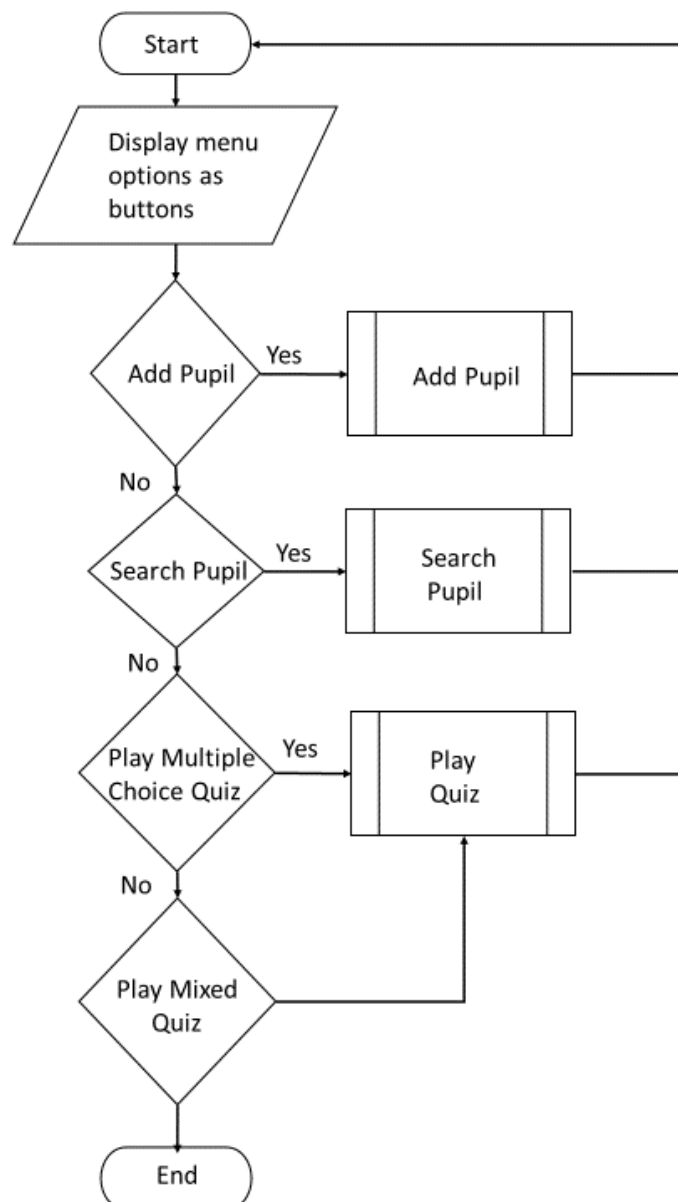 Start
Display menu
options as
buttons
Add Pupil
Yes
Add Pupil
No
Search Pupil
Yes
Search
Pupil
No
Play Multiple
Choice Quiz
Yes
Play
Quiz
No
Play Mixed
Quiz
End